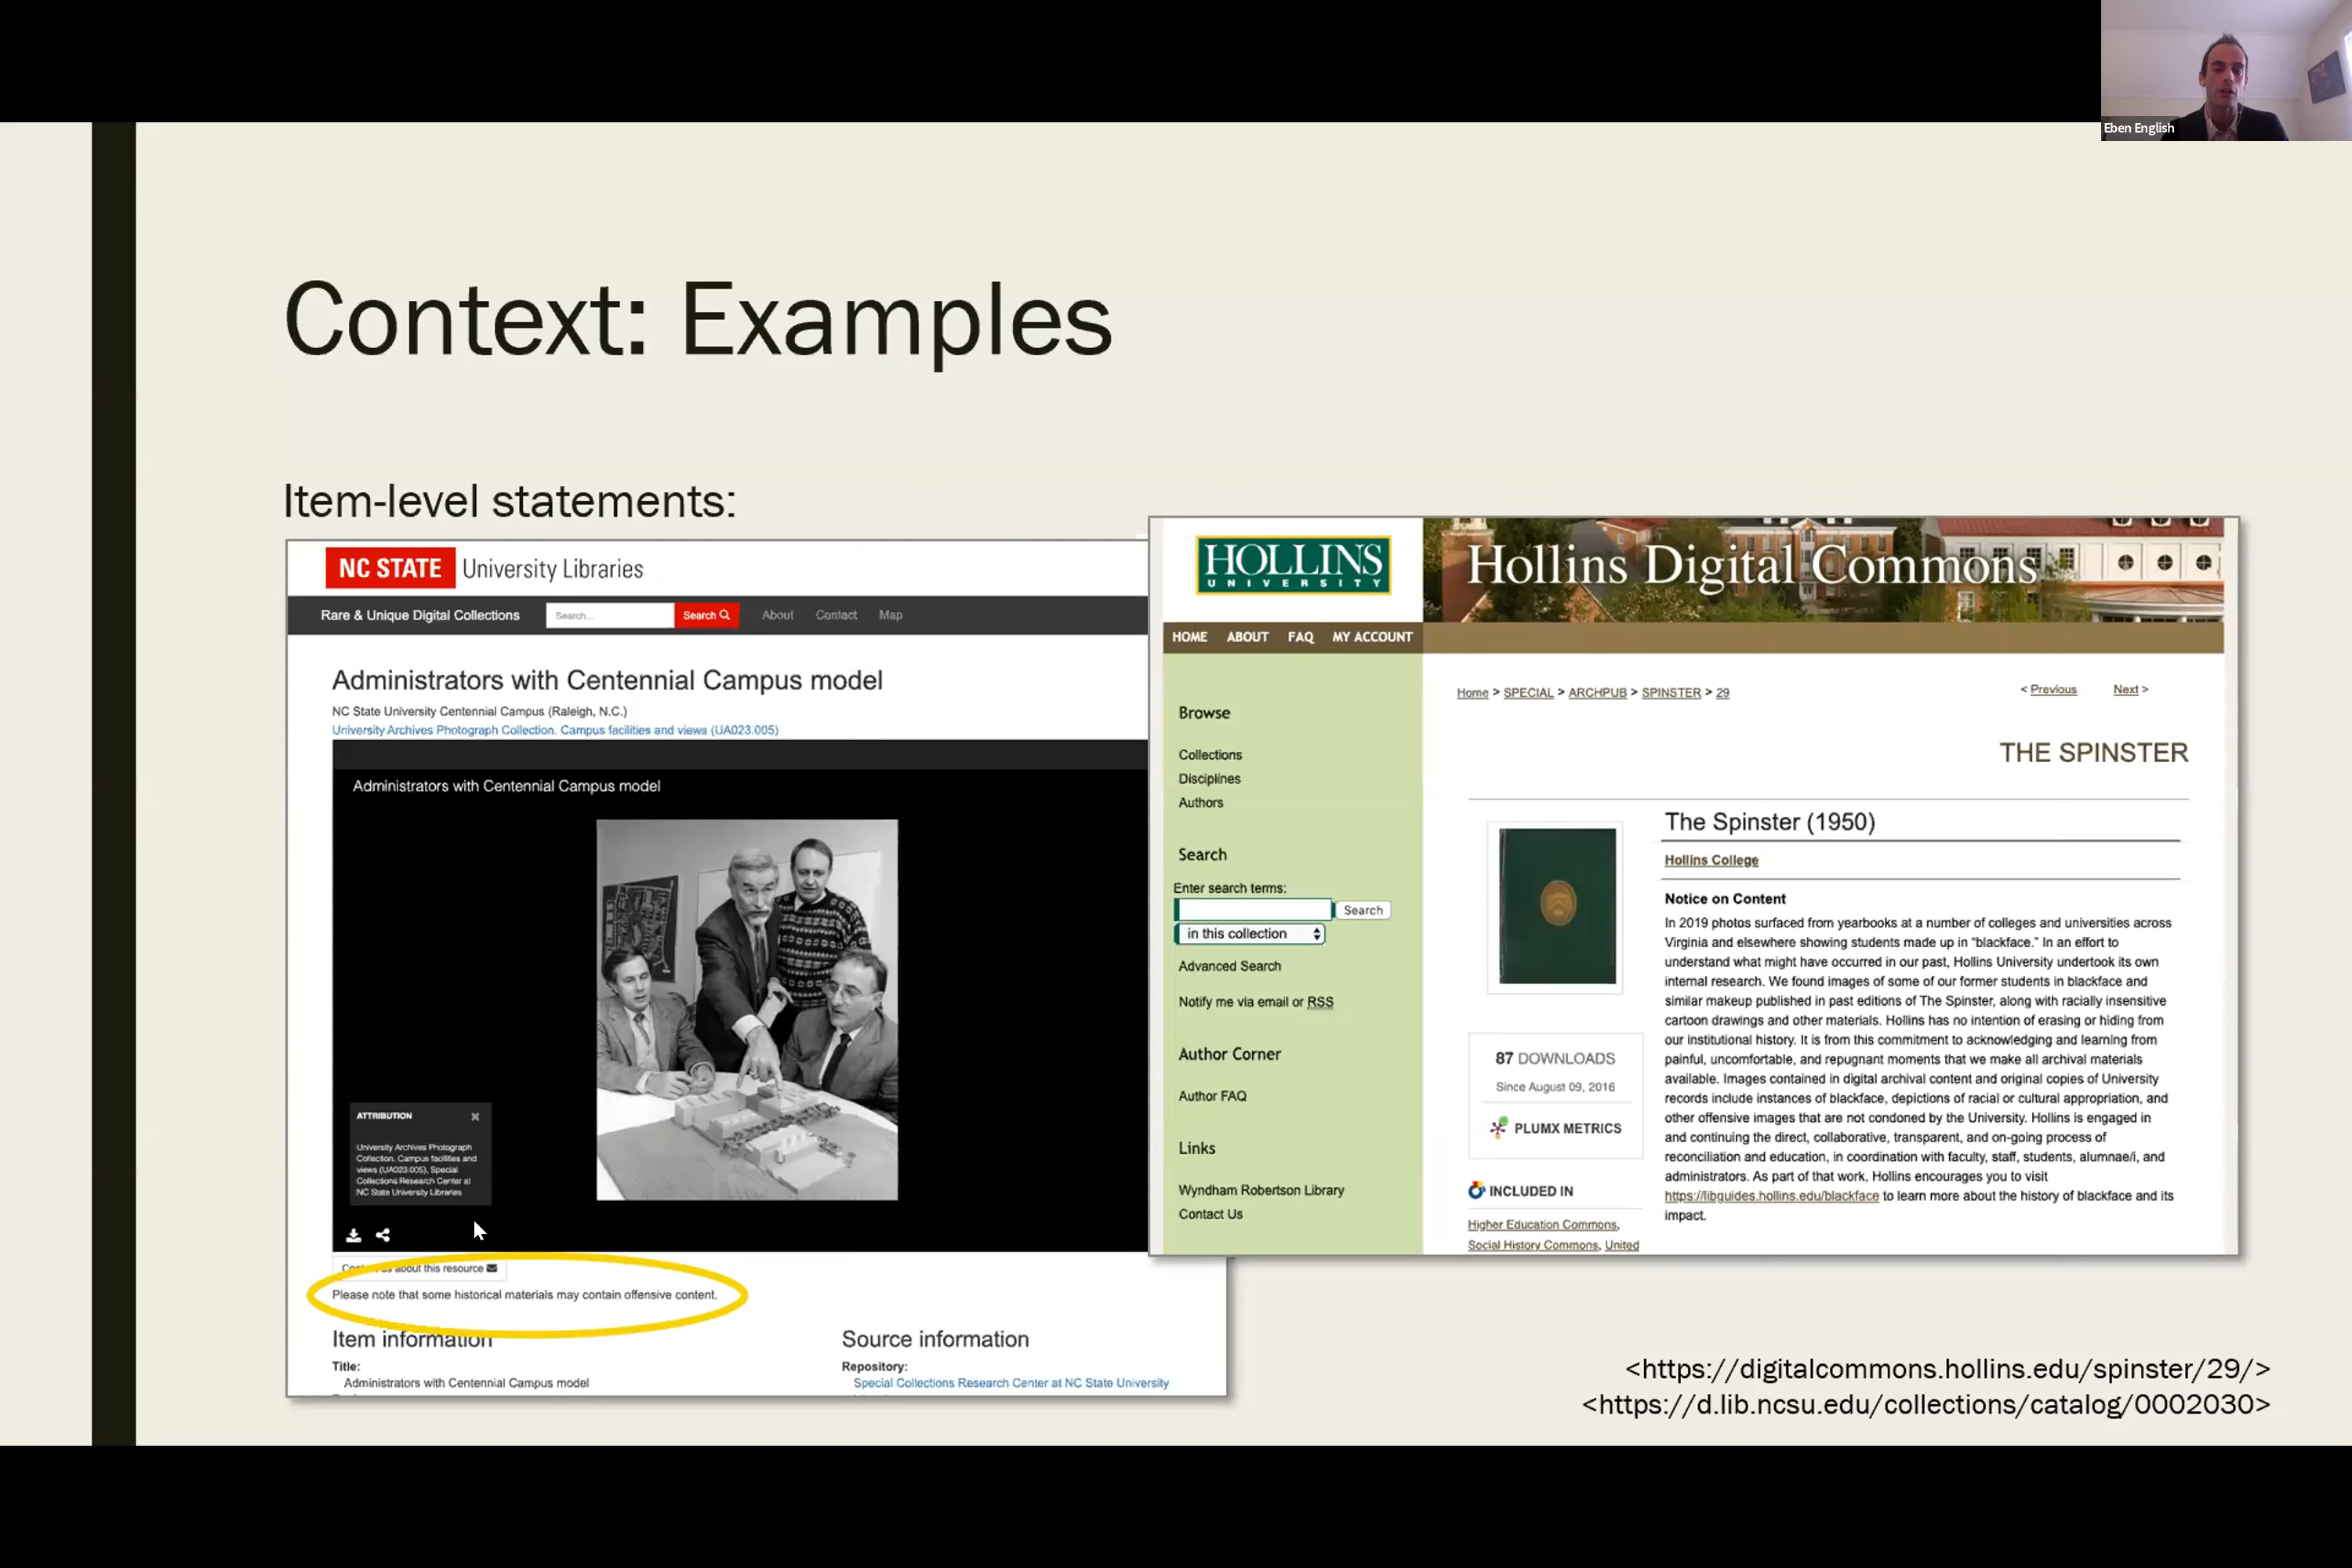 Eben English
Context: Examples
Item-level statements:
NC STATE University Libraries
Rare & Unique Digital Collections Search... Search About Contact Map
Administrators with Centennial Campus model
NC State University Centennial Campus (Raleigh, N.C.)
University Archives Photograph Collection. Campus facilities and views (UA023.005)
Administrators with Centennial Campus model
ATTRIBUTION
University Archives Photograph
Collection. Campus facilities and
views (UA023.005), Special
Collections Research Center at
NC State University Libraries
about this resource
Please note that some historical materials may contain offensive content.
Item information
Title:
Administrators with Centennial Campus model
Source information
Repository:
Special Collections Research Center at NC State University
HOLLINS
UNIVERSITY
Hollins Digital Commons
HOME ABOUT FAQ MY ACCOUNT
Browse
Collections
Disciplines
Authors
Search
Enter search terms:
Search
in this collection
Advanced Search
Notify me via email or RSS
Author Corner
Author FAQ
Links
Wyndham Robertson Library
Contact Us
Home > SPECIAL > ARCHPUB > SPINSTER > 29
< Previous Next >
THE SPINSTER
The Spinster (1950)
Hollins College
Notice on Content
In 2019 photos surfaced from yearbooks at a number of colleges and universities across
Virginia and elsewhere showing students made up in "blackface." In an effort to
understand what might have occurred in our past, Hollins University undertook its own
internal research. We found images of some of our former students in blackface and
similar makeup published in past editions of The Spinster, along with racially insensitive
cartoon drawings and other materials. Hollins has no intention of erasing or hiding from
our institutional history. It is from this commitment to acknowledging and learning from
painful, uncomfortable, and repugnant moments that we make all archival materials
available. Images contained in digital archival content and original copies of University
records include instances of blackface, depictions of racial or cultural appropriation, and
other offensive images that are not condoned by the University. Hollins is engaged in
and continuing the direct, collaborative, transparent, and on-going process of
reconciliation and education, in coordination with faculty, staff, students, alumnae/i, and
administrators. As part of that work, Hollins encourages you to visit
https://libguides.hollins.edu/blackface to learn more about the history of blackface and its
impact.
87 DOWNLOADS
Since August 09, 2016
PLUMX METRICS
INCLUDED IN
Higher Education Commons,
Social History Commons, United
<https://digitalcommons.hollins.edu/spinster/29/>
<https://d.lib.ncsu.edu/collections/catalog/0002030>